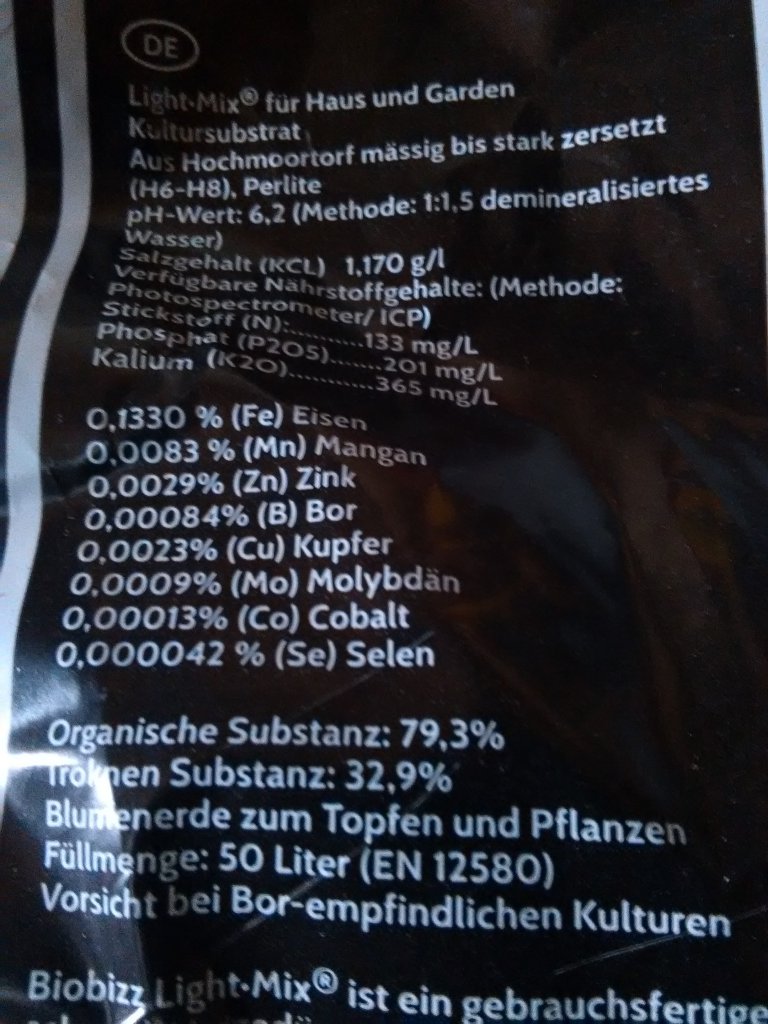 DE
Light·Mix® für Haus und Garden
Kultursubstrat
Aus Hochmoortorf mässig bis stark zersetzt
(H6-H8), Perlite
pH-Wert: 6,2 (Methode: 1:1,5 demineralisiertes
Wasser)
Salzgehalt (KCL) 1,170 g/l
Verfügbare Nährstoffgehalte: (Methode:
Photospectrometer/ ICP)
Stickstoff (N):...........133 mg/L
Phosphat (P2O5).......201 mg/L
Kalium (K2O)............365 mg/L
0,1330 % (Fe) Eisen
0,0083 % (Mn) Mangan
0,0029% (Zn) Zink
0,00084% (B) Bor
0,0023% (Cu) Kupfer
0,0009% (Mo) Molybdän
0,00013% (Co) Cobalt
0,000042 % (Se) Selen
Organische Substanz: 79,3%
Troknen Substanz: 32,9%
Blumenerde zum Topfen und Pflanzen
Füllmenge: 50 Liter (EN 12580)
Vorsicht bei Bor-empfindlichen Kulturen
Biobizz Light·Mix® ist ein gebrauchsfertige